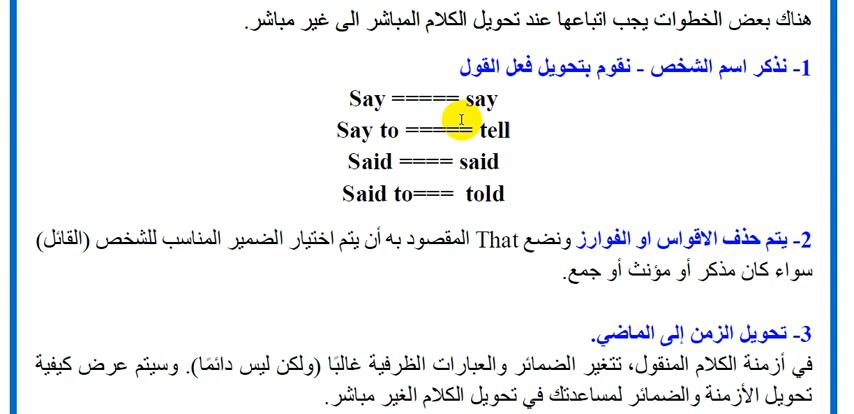 هناك بعض الخطوات يجب اتباعها عند تحويل الكلام المباشر الى غير مباشر.
1- نذكر اسم الشخص - نقوم بتحويل فعل القول
Say ===== say
Say to ===== tell
Said ==== said
Said to=== told
2- يتم حذف الاقواس او الفوارز ونضع That المقصود به أن يتم اختيار الضمير المناسب للشخص (القائل)
سواء كان مذكر أو مؤنث أو جمع.
3- تحويل الزمن إلى الماضي.
في أزمنة الكلام المنقول، تتغير الضمائر والعبارات الظرفية غالبًا (ولكن ليس دائمًا). وسيتم عرض كيفية
تحويل الأزمنة والضمائر لمساعدتك في تحويل الكلام الغير مباشر.